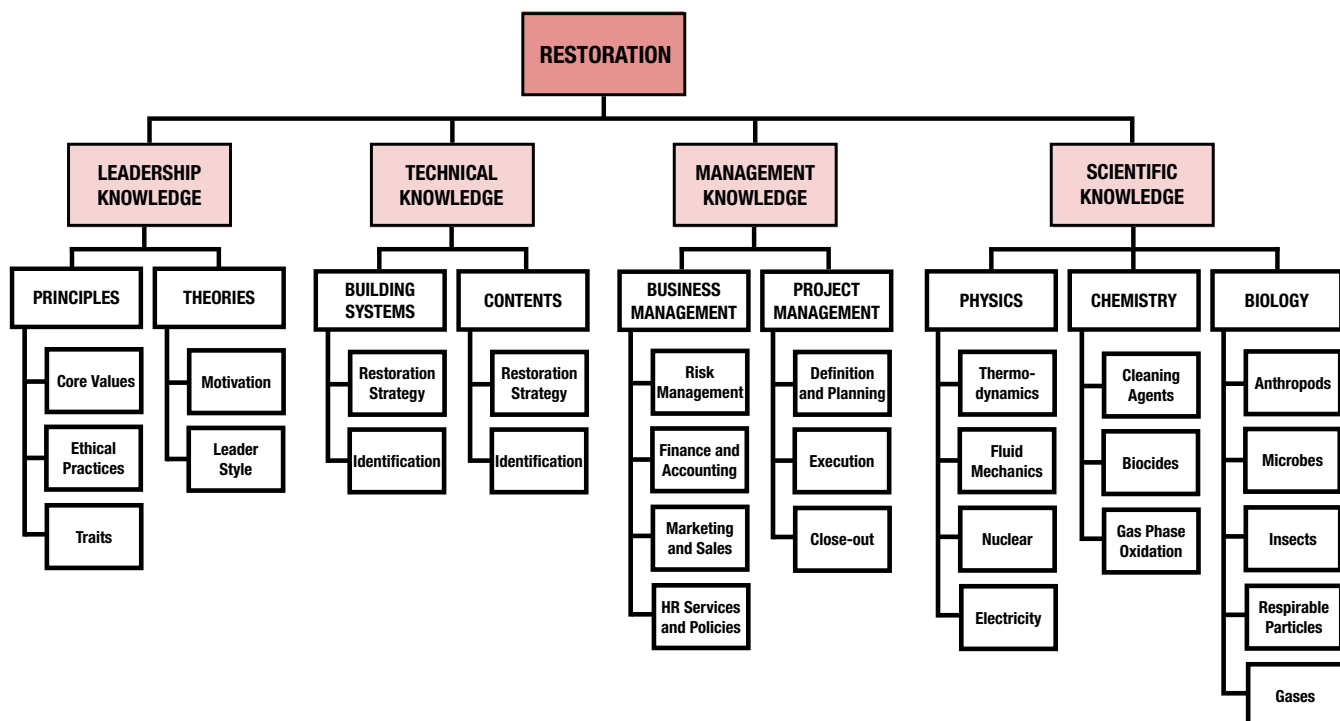 RESTORATION
LEADERSHIP
KNOWLEDGE
TECHNICAL
KNOWLEDGE
MANAGEMENT
KNOWLEDGE
SCIENTIFIC
KNOWLEDGE
PRINCIPLES
THEORIES
BUILDING
SYSTEMS
CONTENTS
BUSINESS
MANAGEMENT
PROJECT
MANAGEMENT
PHYSICS
CHEMISTRY
BIOLOGY
Core Values
Ethical
Practices
Traits
Motivation
Leader
Style
Restoration
Strategy
Identification
Restoration
Strategy
Identification
Risk
Management
Finance and
Accounting
Marketing
and Sales
HR Services
and Policies
Definition
and Planning
Execution
Close-out
Thermo-
dynamics
Fluid
Mechanics
Nuclear
Electricity
Cleaning
Agents
Biocides
Gas Phase
Oxidation
Anthropods
Microbes
Insects
Respirable
Particles
Gases